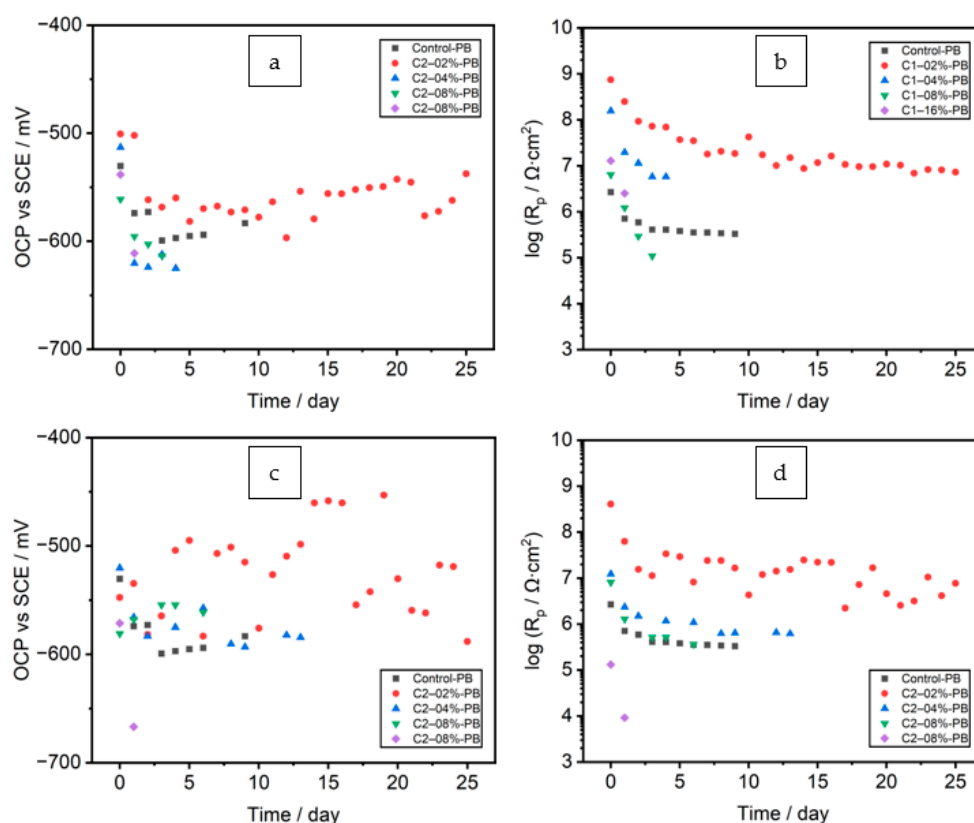 a
Control-PB
C2–02%-PB
C2–04%-PB
C2–08%-PB
C2–08%-PB
−400
−500
−600
−700
OCP vs SCE / mV
0 5 10 15 20 25
Time / day
b
Control-PB
C1–02%-PB
C1–04%-PB
C1–08%-PB
C1–16%-PB
10
9
8
7
6
5
4
3
log (Rp / Ω·cm²)
0 5 10 15 20 25
Time / day
c
−400
−500
−600
−700
OCP vs SCE / mV
Control-PB
C2–02%-PB
C2–04%-PB
C2–08%-PB
C2–08%-PB
0 5 10 15 20 25
Time / day
d
10
9
8
7
6
5
4
3
log (Rp / Ω·cm²)
Control-PB
C2–02%-PB
C2–04%-PB
C2–08%-PB
C2–08%-PB
0 5 10 15 20 25
Time / day